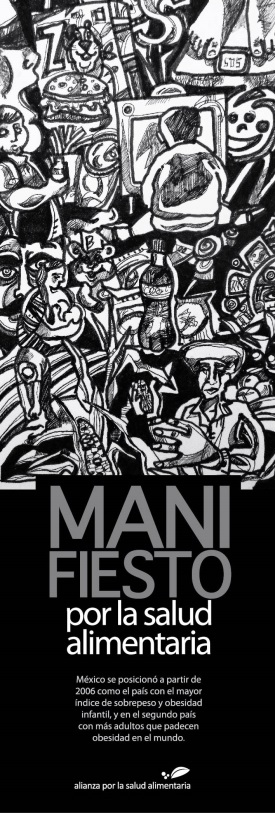 MANI
FIESTO
por la salud
alimentaria
México se posicionó a partir de
2006 como el país con el mayor
índice de sobrepeso y obesidad
infantil, y en el segundo país
con más adultos que padecen
obesidad en el mundo.
alianza por la salud alimentaria